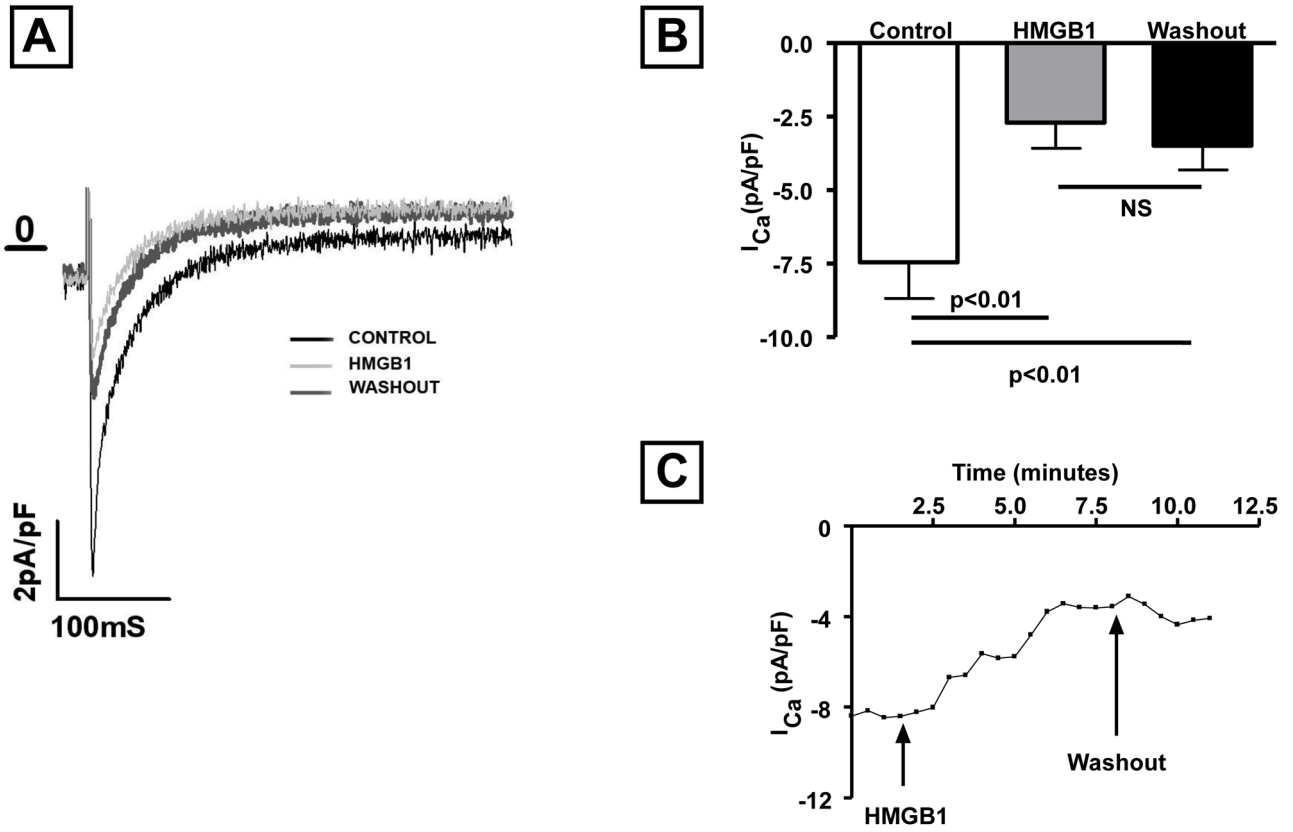 A
0
CONTROL
HMGB1
WASHOUT
2pA/pF
100mS
B
Control HMGB1 Washout
0.0
-2.5
-5.0
-7.5
-10.0
ICa(pA/pF)
NS
p<0.01
p<0.01
C
Time (minutes)
2.5 5.0 7.5 10.0 12.5
0
-4
-8
-12
ICa(pA/pF)
Washout
HMGB1